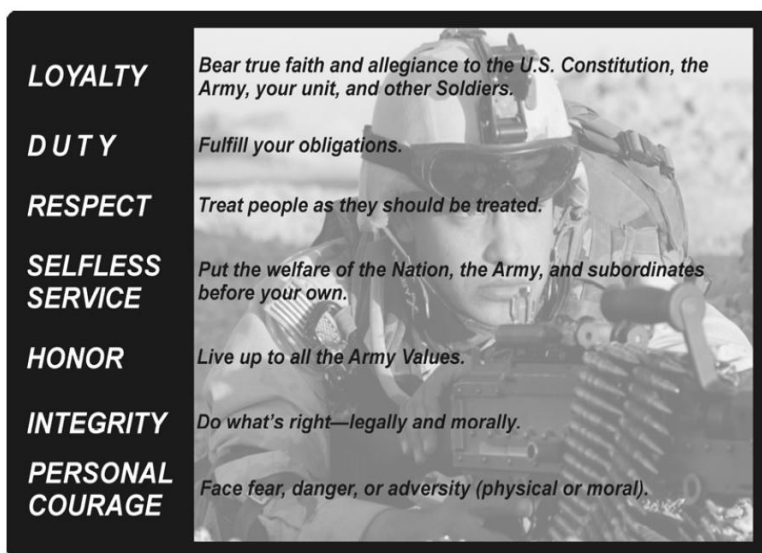 LOYALTY
Bear true faith and allegiance to the U.S. Constitution, the
Army, your unit, and other Soldiers.
D U T Y
Fulfill your obligations.
RESPECT
Treat people as they should be treated.
SELFLESS
SERVICE
Put the welfare of the Nation, the Army, and subordinates
before your own.
HONOR
Live up to all the Army Values.
INTEGRITY
Do what's right—legally and morally.
PERSONAL
COURAGE
Face fear, danger, or adversity (physical or moral).